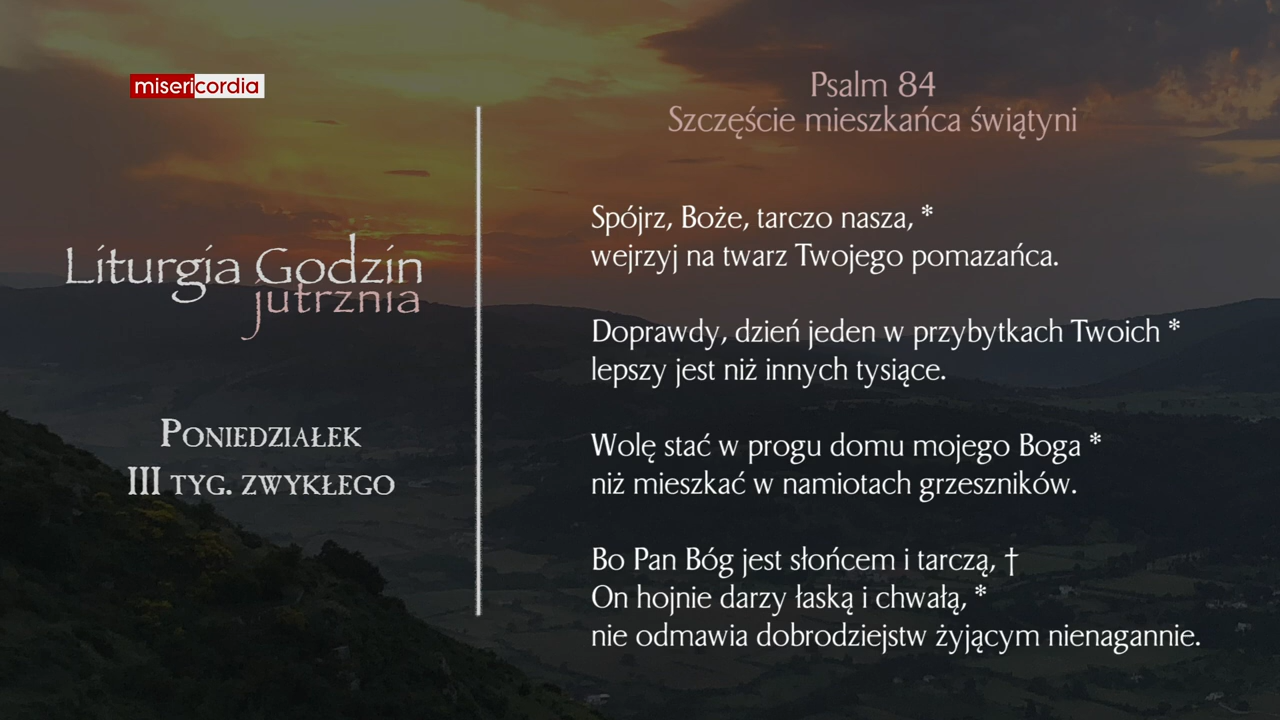 misericordia
Liturgia Godzin
jutrznia
Poniedziałek
III tyg. zwykłego
Psalm 84
Szczęście mieszkańca świątyni
Spójrz, Boże, tarczo nasza, *
wejrzyj na twarz Twojego pomazańca.
Doprawdy, dzień jeden w przybytkach Twoich *
lepszy jest niż innych tysiące.
Wolę stać w progu domu mojego Boga *
niż mieszkać w namiotach grzeszników.
Bo Pan Bóg jest słońcem i tarczą, †
On hojnie darzy łaską i chwałą, *
nie odmawia dobrodziejstw żyjącym nienagannie.